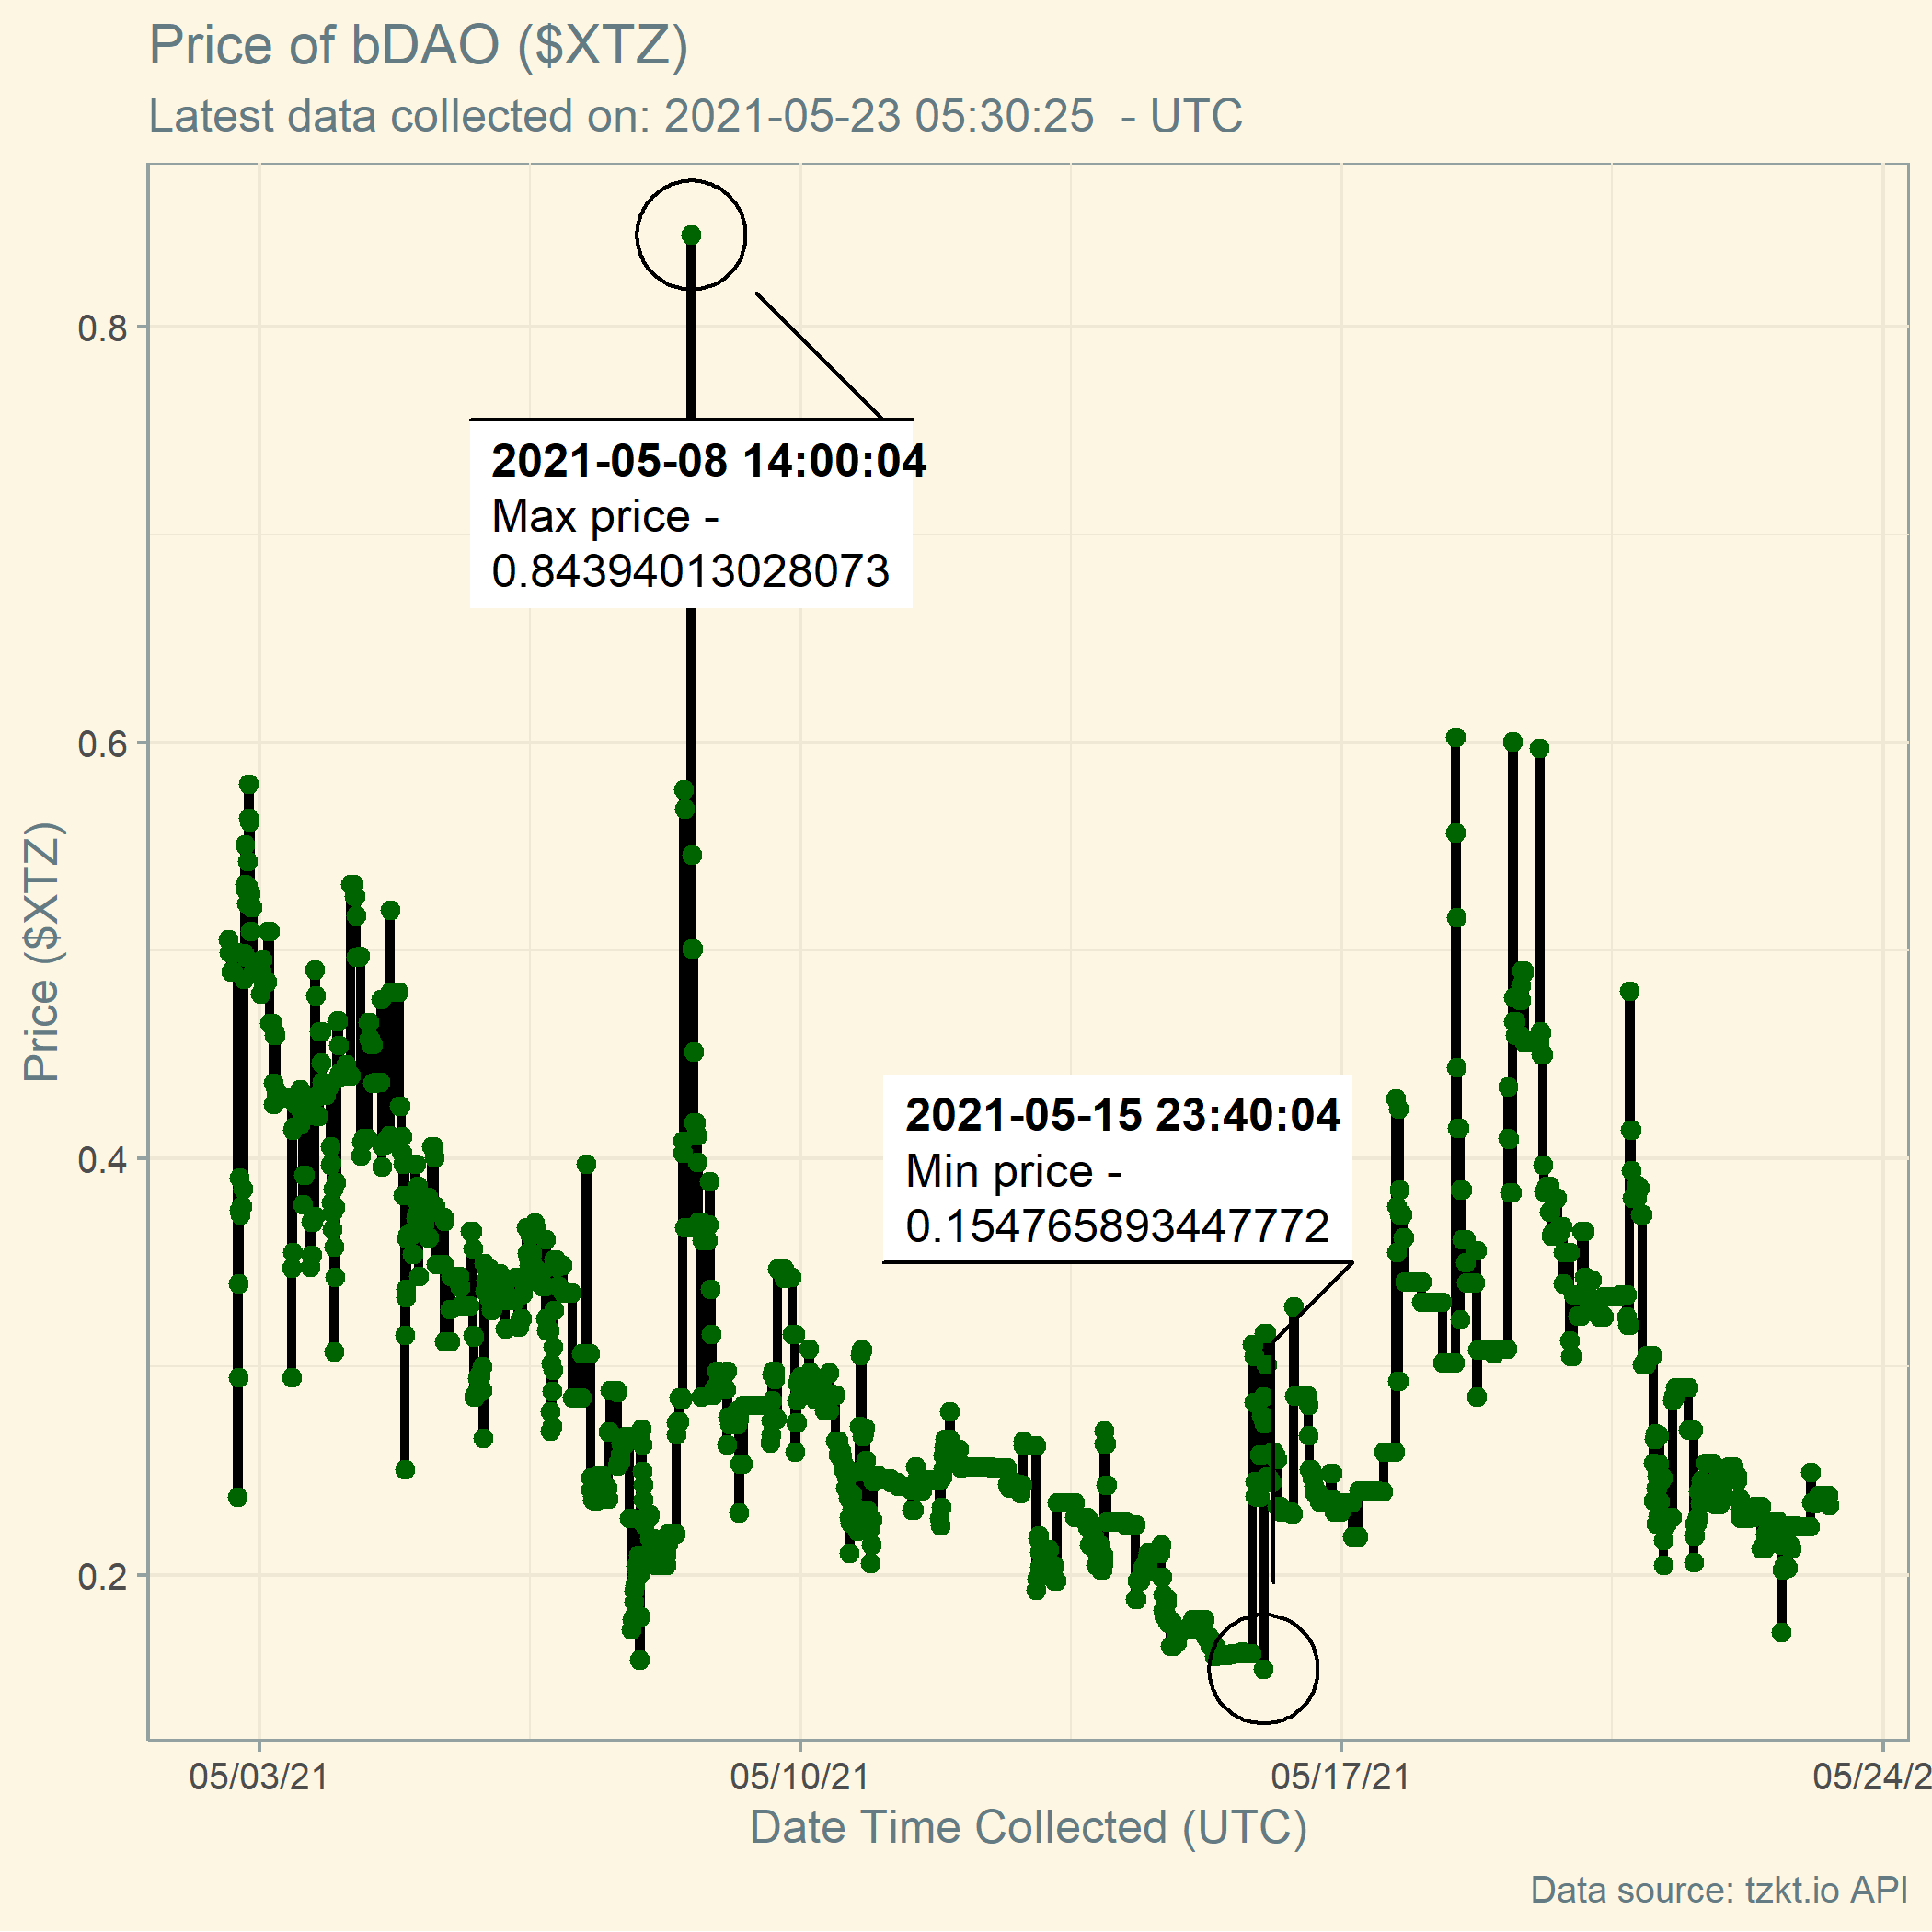 Price of bDAO ($XTZ)
Latest data collected on: 2021-05-23 05:30:25  - UTC
2021-05-08 14:00:04
Max price -
0.84394013028073
2021-05-15 23:40:04
Min price -
0.154765893447772
Price ($XTZ)
0.8
0.6
0.4
0.2
05/03/21
05/10/21
05/17/21
05/24/2
Date Time Collected (UTC)
Data source: tzkt.io API